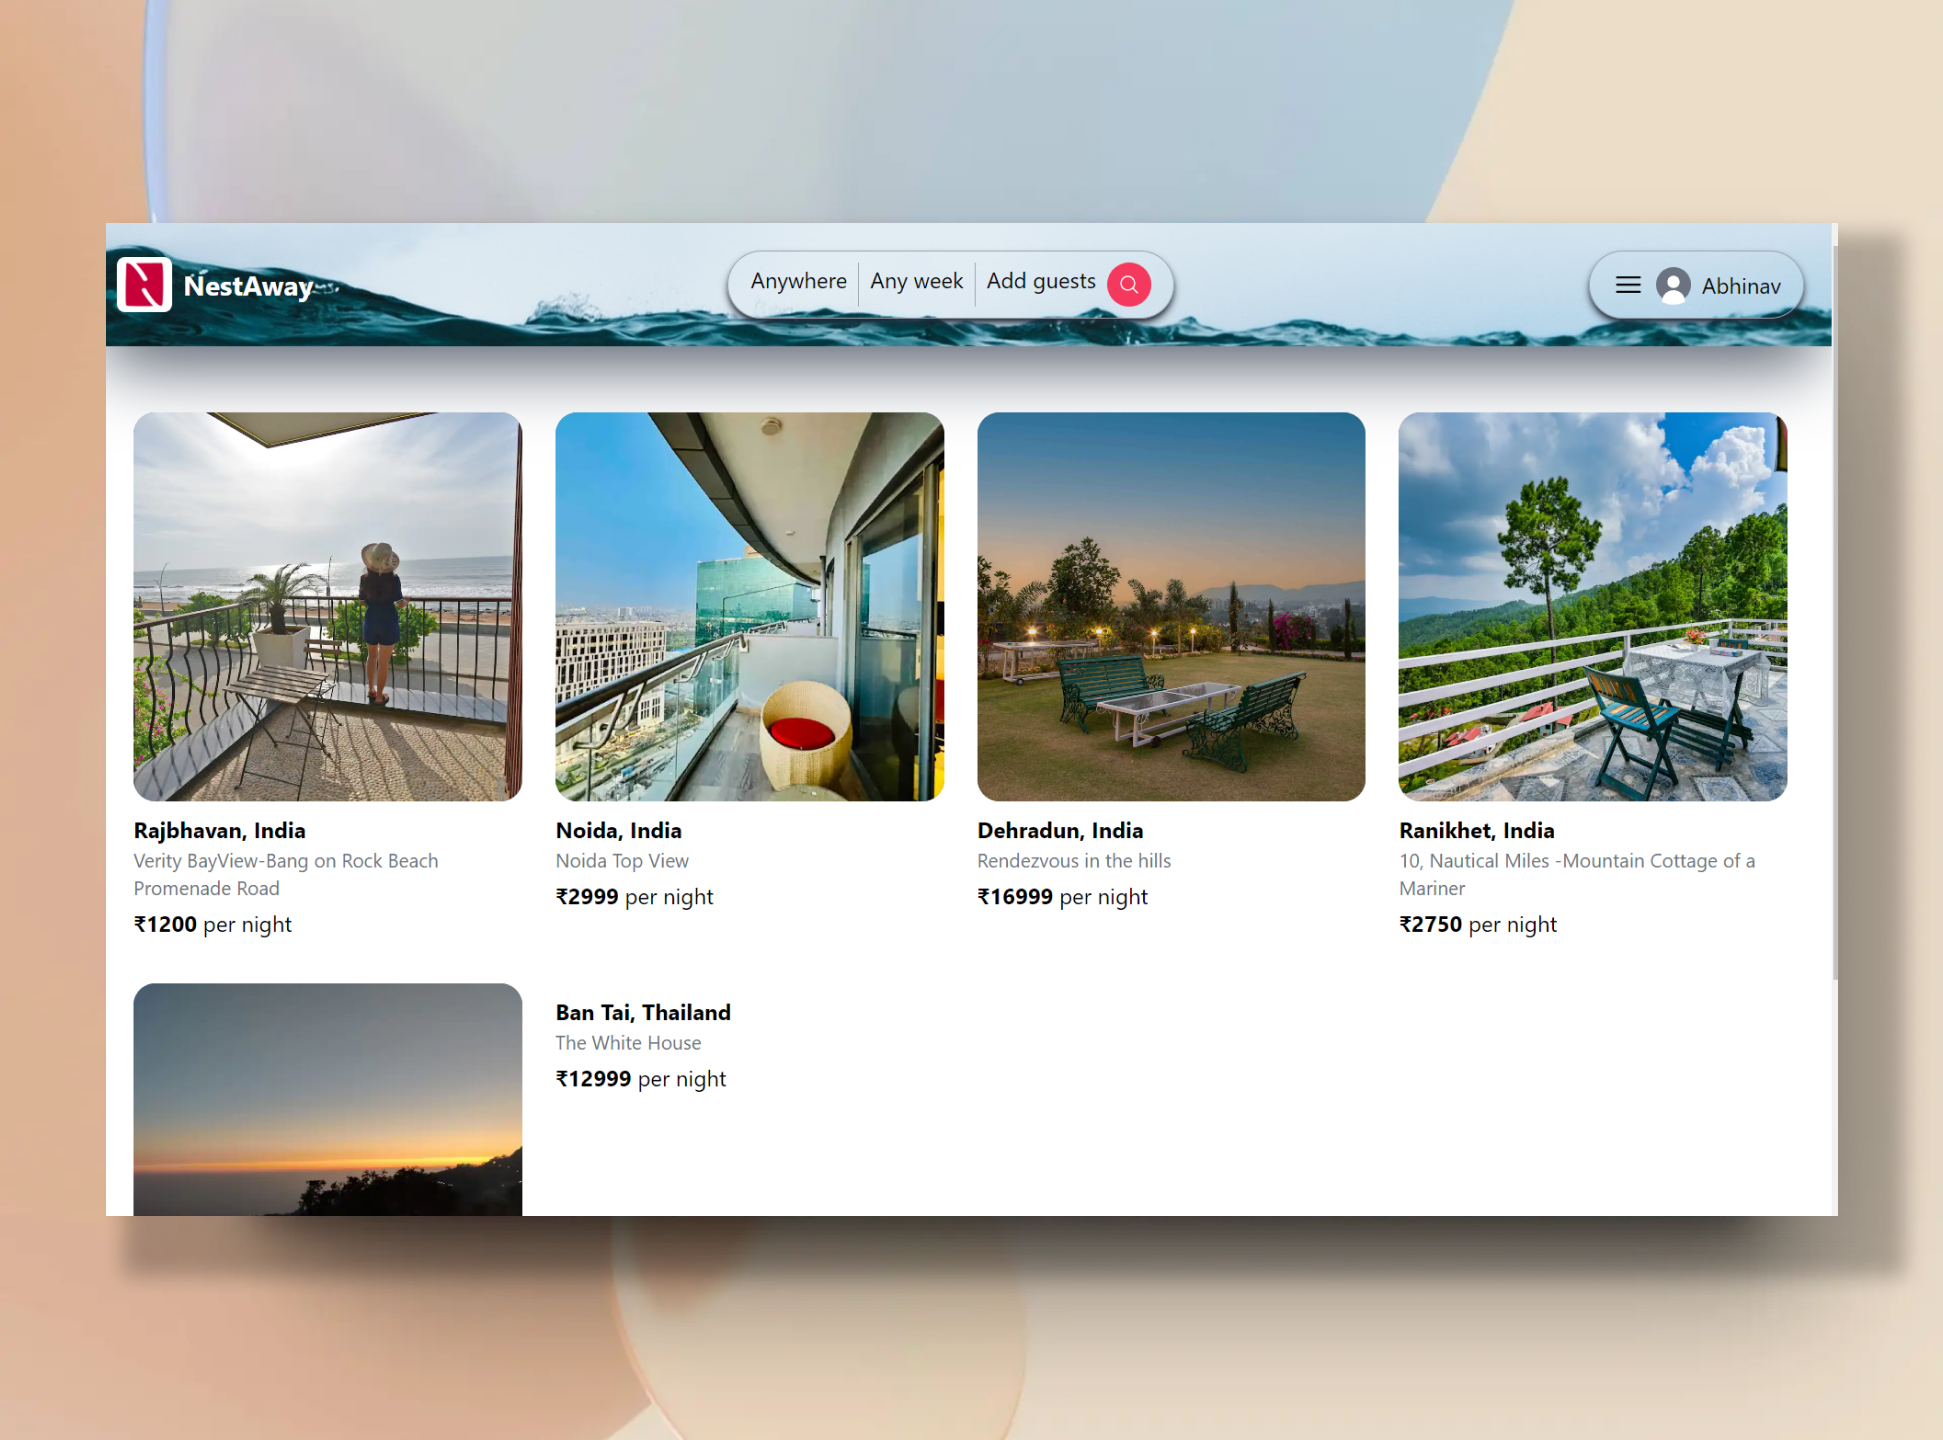 NestAway
Anywhere
Any week
Add guests
Abhinav
Rajbhavan, India
Verity BayView-Bang on Rock Beach
Promenade Road
₹1200 per night
Noida, India
Noida Top View
₹2999 per night
Dehradun, India
Rendezvous in the hills
₹16999 per night
Ranikhet, India
10, Nautical Miles -Mountain Cottage of a
Mariner
₹2750 per night
Ban Tai, Thailand
The White House
₹12999 per night